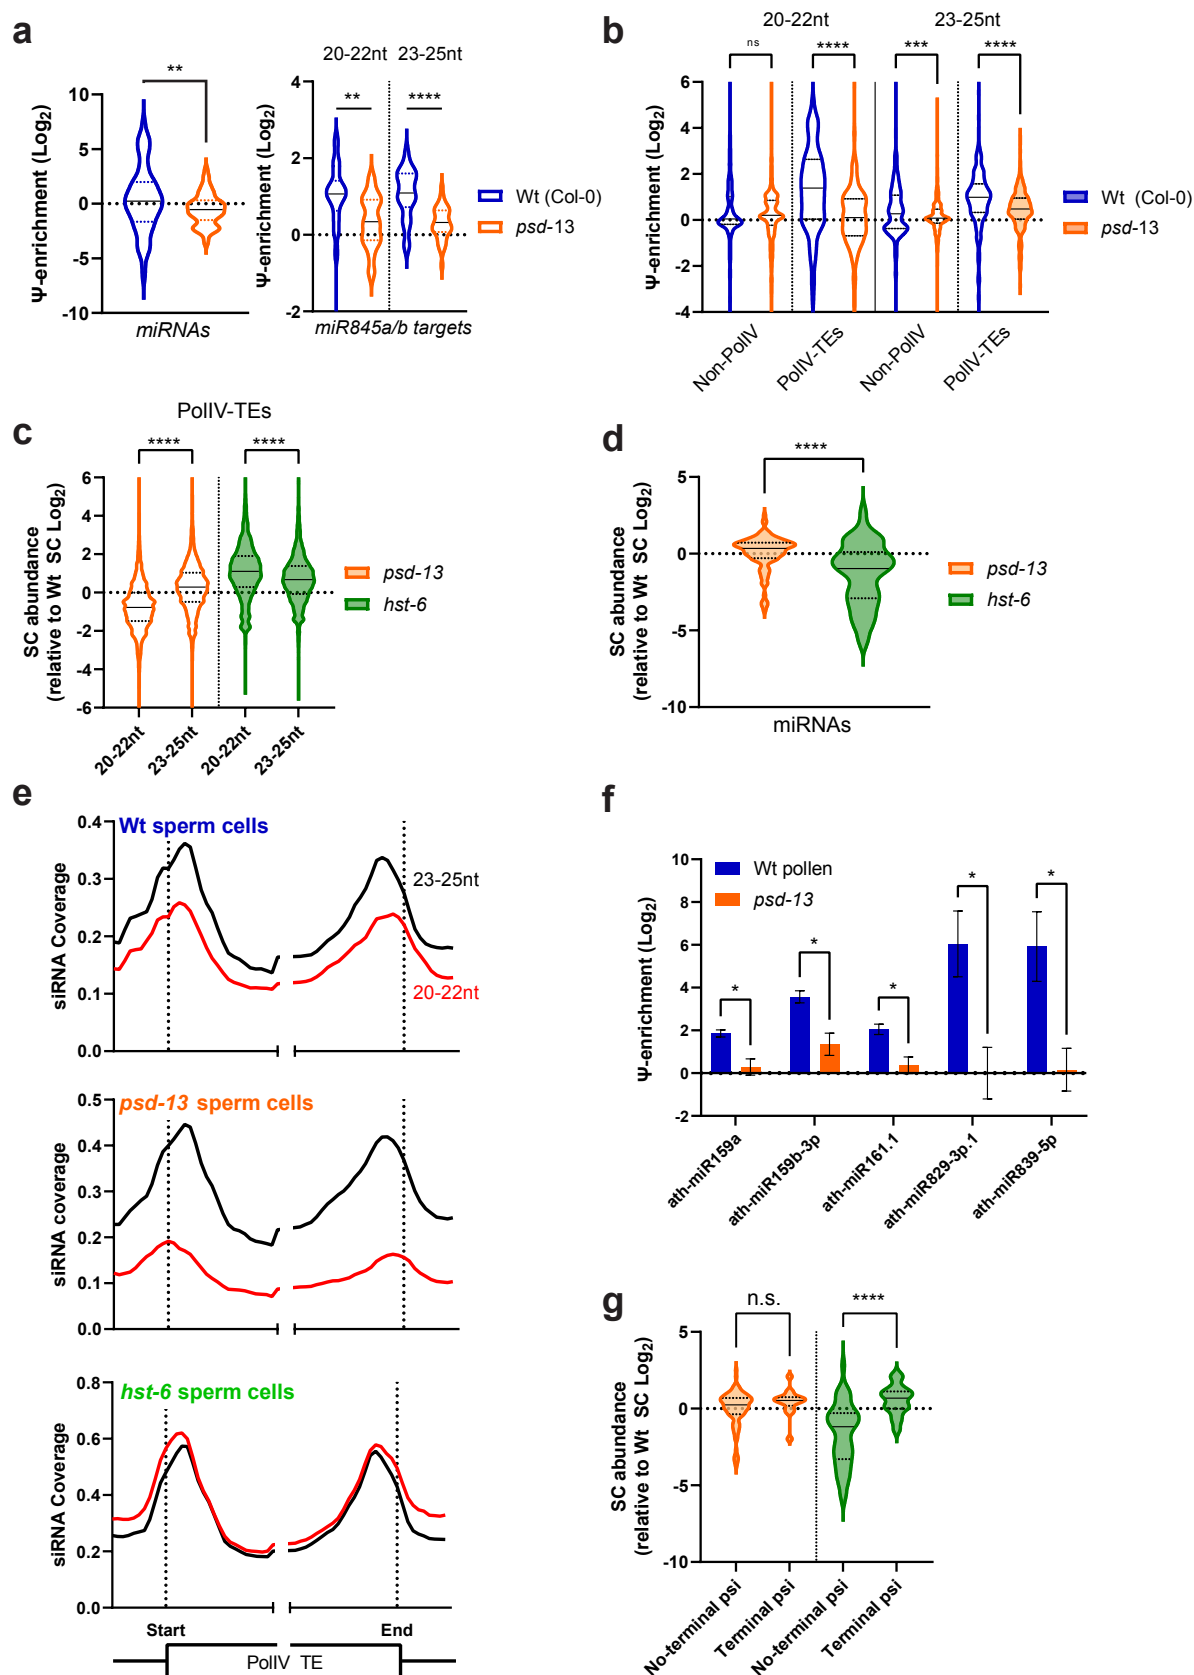 a
Ψ-enrichment (Log2)
10
5
0
-5
-10
**
miRNAs
20-22nt 23-25nt
Ψ-enrichment (Log2)
4
2
0
-2
**
****
miR845a/b targets
Wt (Col-0)
psd-13
b
20-22nt
23-25nt
ns
****
***
****
Ψ-enrichment (Log2)
6
4
2
0
-2
-4
Non-PolIV
PolIV-TEs
Non-PolIV
PolIV-TEs
Wt (Col-0)
psd-13
c
PolIV-TEs
****
****
SC abundance
(relative to Wt SC Log2)
6
4
2
0
-2
-4
-6
20-22nt
23-25nt
20-22nt
23-25nt
psd-13
hst-6
d
****
SC abundance
(relative to Wt SC Log2)
5
0
-5
-10
miRNAs
psd-13
hst-6
e
Wt sperm cells
siRNA Coverage
0.4
0.3
0.2
0.1
0.0
23-25nt
20-22nt
psd-13 sperm cells
siRNA coverage
0.5
0.4
0.3
0.2
0.1
0.0
hst-6 sperm cells
siRNA Coverage
0.8
0.6
0.4
0.2
0.0
Start
End
PolIV TE
f
Ψ-enrichment (Log2)
10
8
6
4
2
0
-2
Wt pollen
psd-13
*
*
*
*
*
ath-miR159a
ath-miR159b-3p
ath-miR161.1
ath-miR829-3p.1
ath-miR839-5p
g
n.s.
****
SC abundance
(relative to Wt SC Log2)
5
0
-5
-10
No-terminal psi
Terminal psi
No-terminal psi
Terminal psi